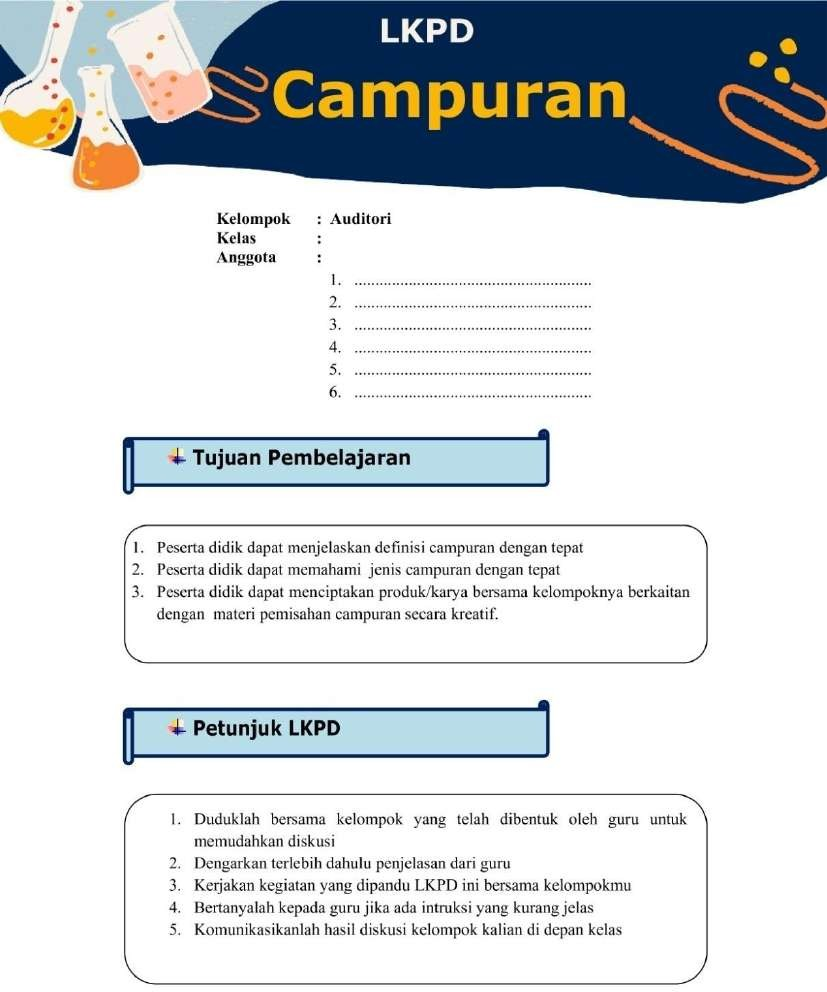 LKPD
Campuran
Kelompok : Auditori
Kelas :
Anggota :
1. ........................................................
2. ........................................................
3. ........................................................
4. ........................................................
5. ........................................................
6. ........................................................
Tujuan Pembelajaran
1. Peserta didik dapat menjelaskan definisi campuran dengan tepat
2. Peserta didik dapat memahami jenis campuran dengan tepat
3. Peserta didik dapat menciptakan produk/karya bersama kelompoknya berkaitan
dengan materi pemisahan campuran secara kreatif.
Petunjuk LKPD
1. Duduklah bersama kelompok yang telah dibentuk oleh guru untuk
memudahkan diskusi
2. Dengarkan terlebih dahulu penjelasan dari guru
3. Kerjakan kegiatan yang dipandu LKPD ini bersama kelompokmu
4. Bertanyalah kepada guru jika ada intruksi yang kurang jelas
5. Komunikasikanlah hasil diskusi kelompok kalian di depan kelas